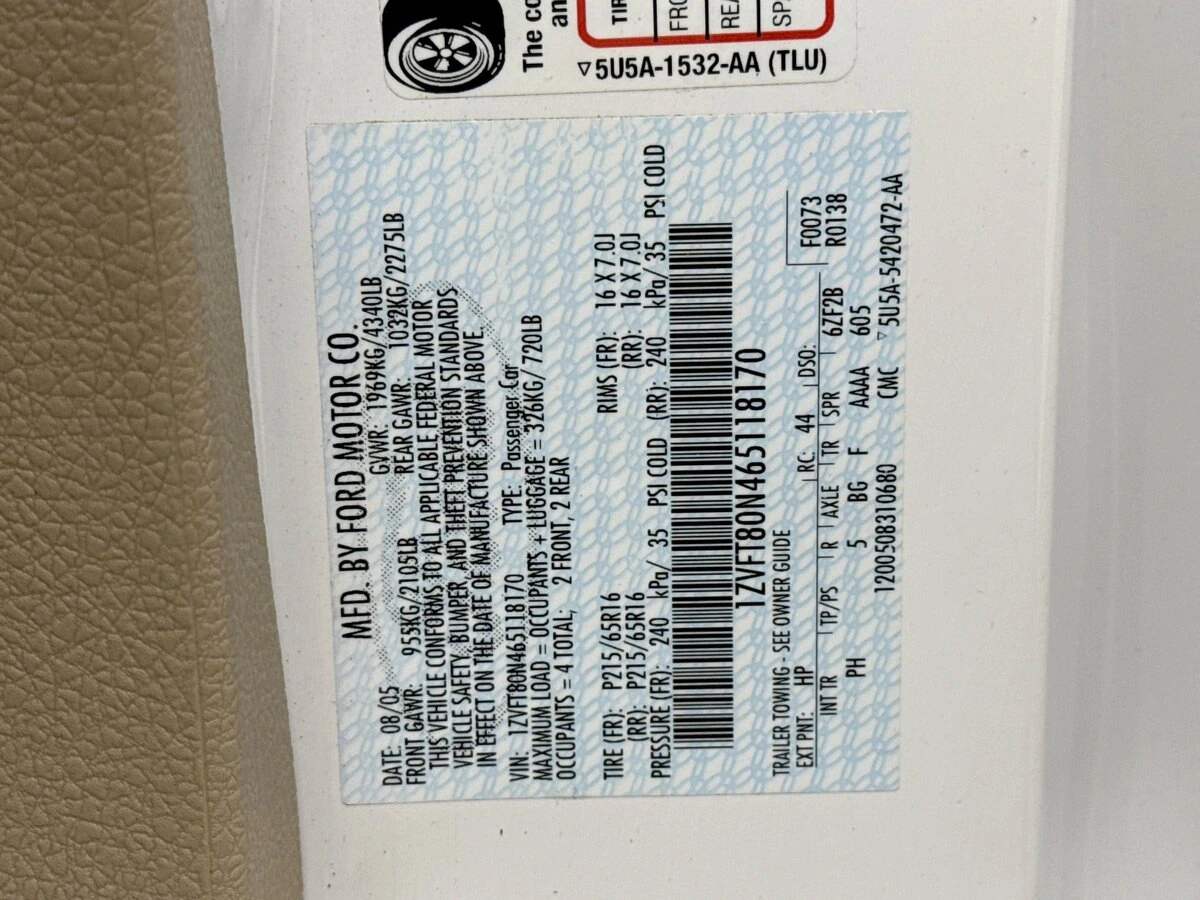 The co
an
TIR
FRO
REA
SP
▽5U5A-1532-AA (TLU)
MFD. BY FORD MOTOR CO.
DATE: 08/05 GVWR: 1969KG/4340LB
FRONT GAWR: 955KG/2105LB REAR GAWR: 1032KG/2275LB
THIS VEHICLE CONFORMS TO ALL APPLICABLE FEDERAL MOTOR
VEHICLE SAFETY, BUMPER, AND THEFT PREVENTION STANDARDS
IN EFFECT ON THE DATE OF MANUFACTURE SHOWN ABOVE.
VIN: 1ZVFT80N465118170 TYPE: Passenger Car
MAXIMUM LOAD = OCCUPANTS + LUGGAGE = 326KG/720LB
OCCUPANTS = 4 TOTAL; 2 FRONT, 2 REAR
TIRE (FR): P215/65R16 RIMS (FR): 16 X 7.0J
(RR): P215/65R16 (RR): 16 X 7.0J
PRESSURE (FR): 240 kPa/ 35 PSI COLD (RR): 240 kPa/ 35 PSI COLD
1ZVFT80N465118170
TRAILER TOWING - SEE OWNER GUIDE F0073
EXT PNT: HP RC: 44 DSO: R0138
INT TR TP/PS R AXLE TR SPR 6ZF2B
PH 5 BG F AAAA 605
1200508310680 CMC ▽5U5A-5420472-AA